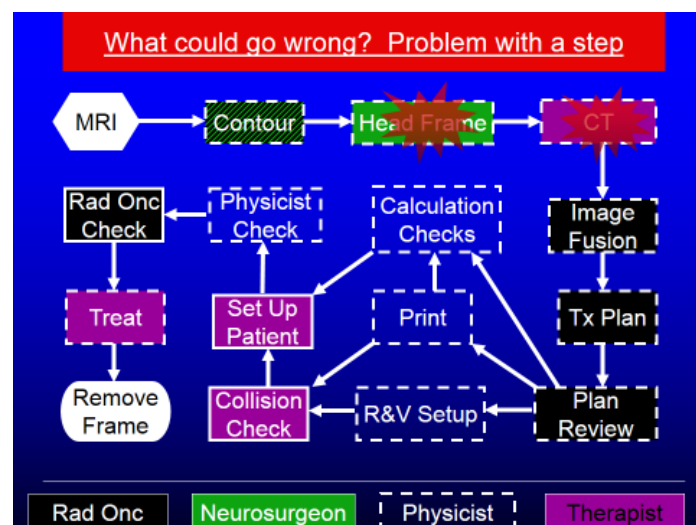 What could go wrong? Problem with a step
MRI
Contour
Head Frame
CT
Rad Onc
Check
Physicist
Check
Calculation
Checks
Image
Fusion
Treat
Set Up
Patient
Print
Tx Plan
Remove
Frame
Collision
Check
R&V Setup
Plan
Review
Rad Onc
Neurosurgeon
Physicist
Therapist